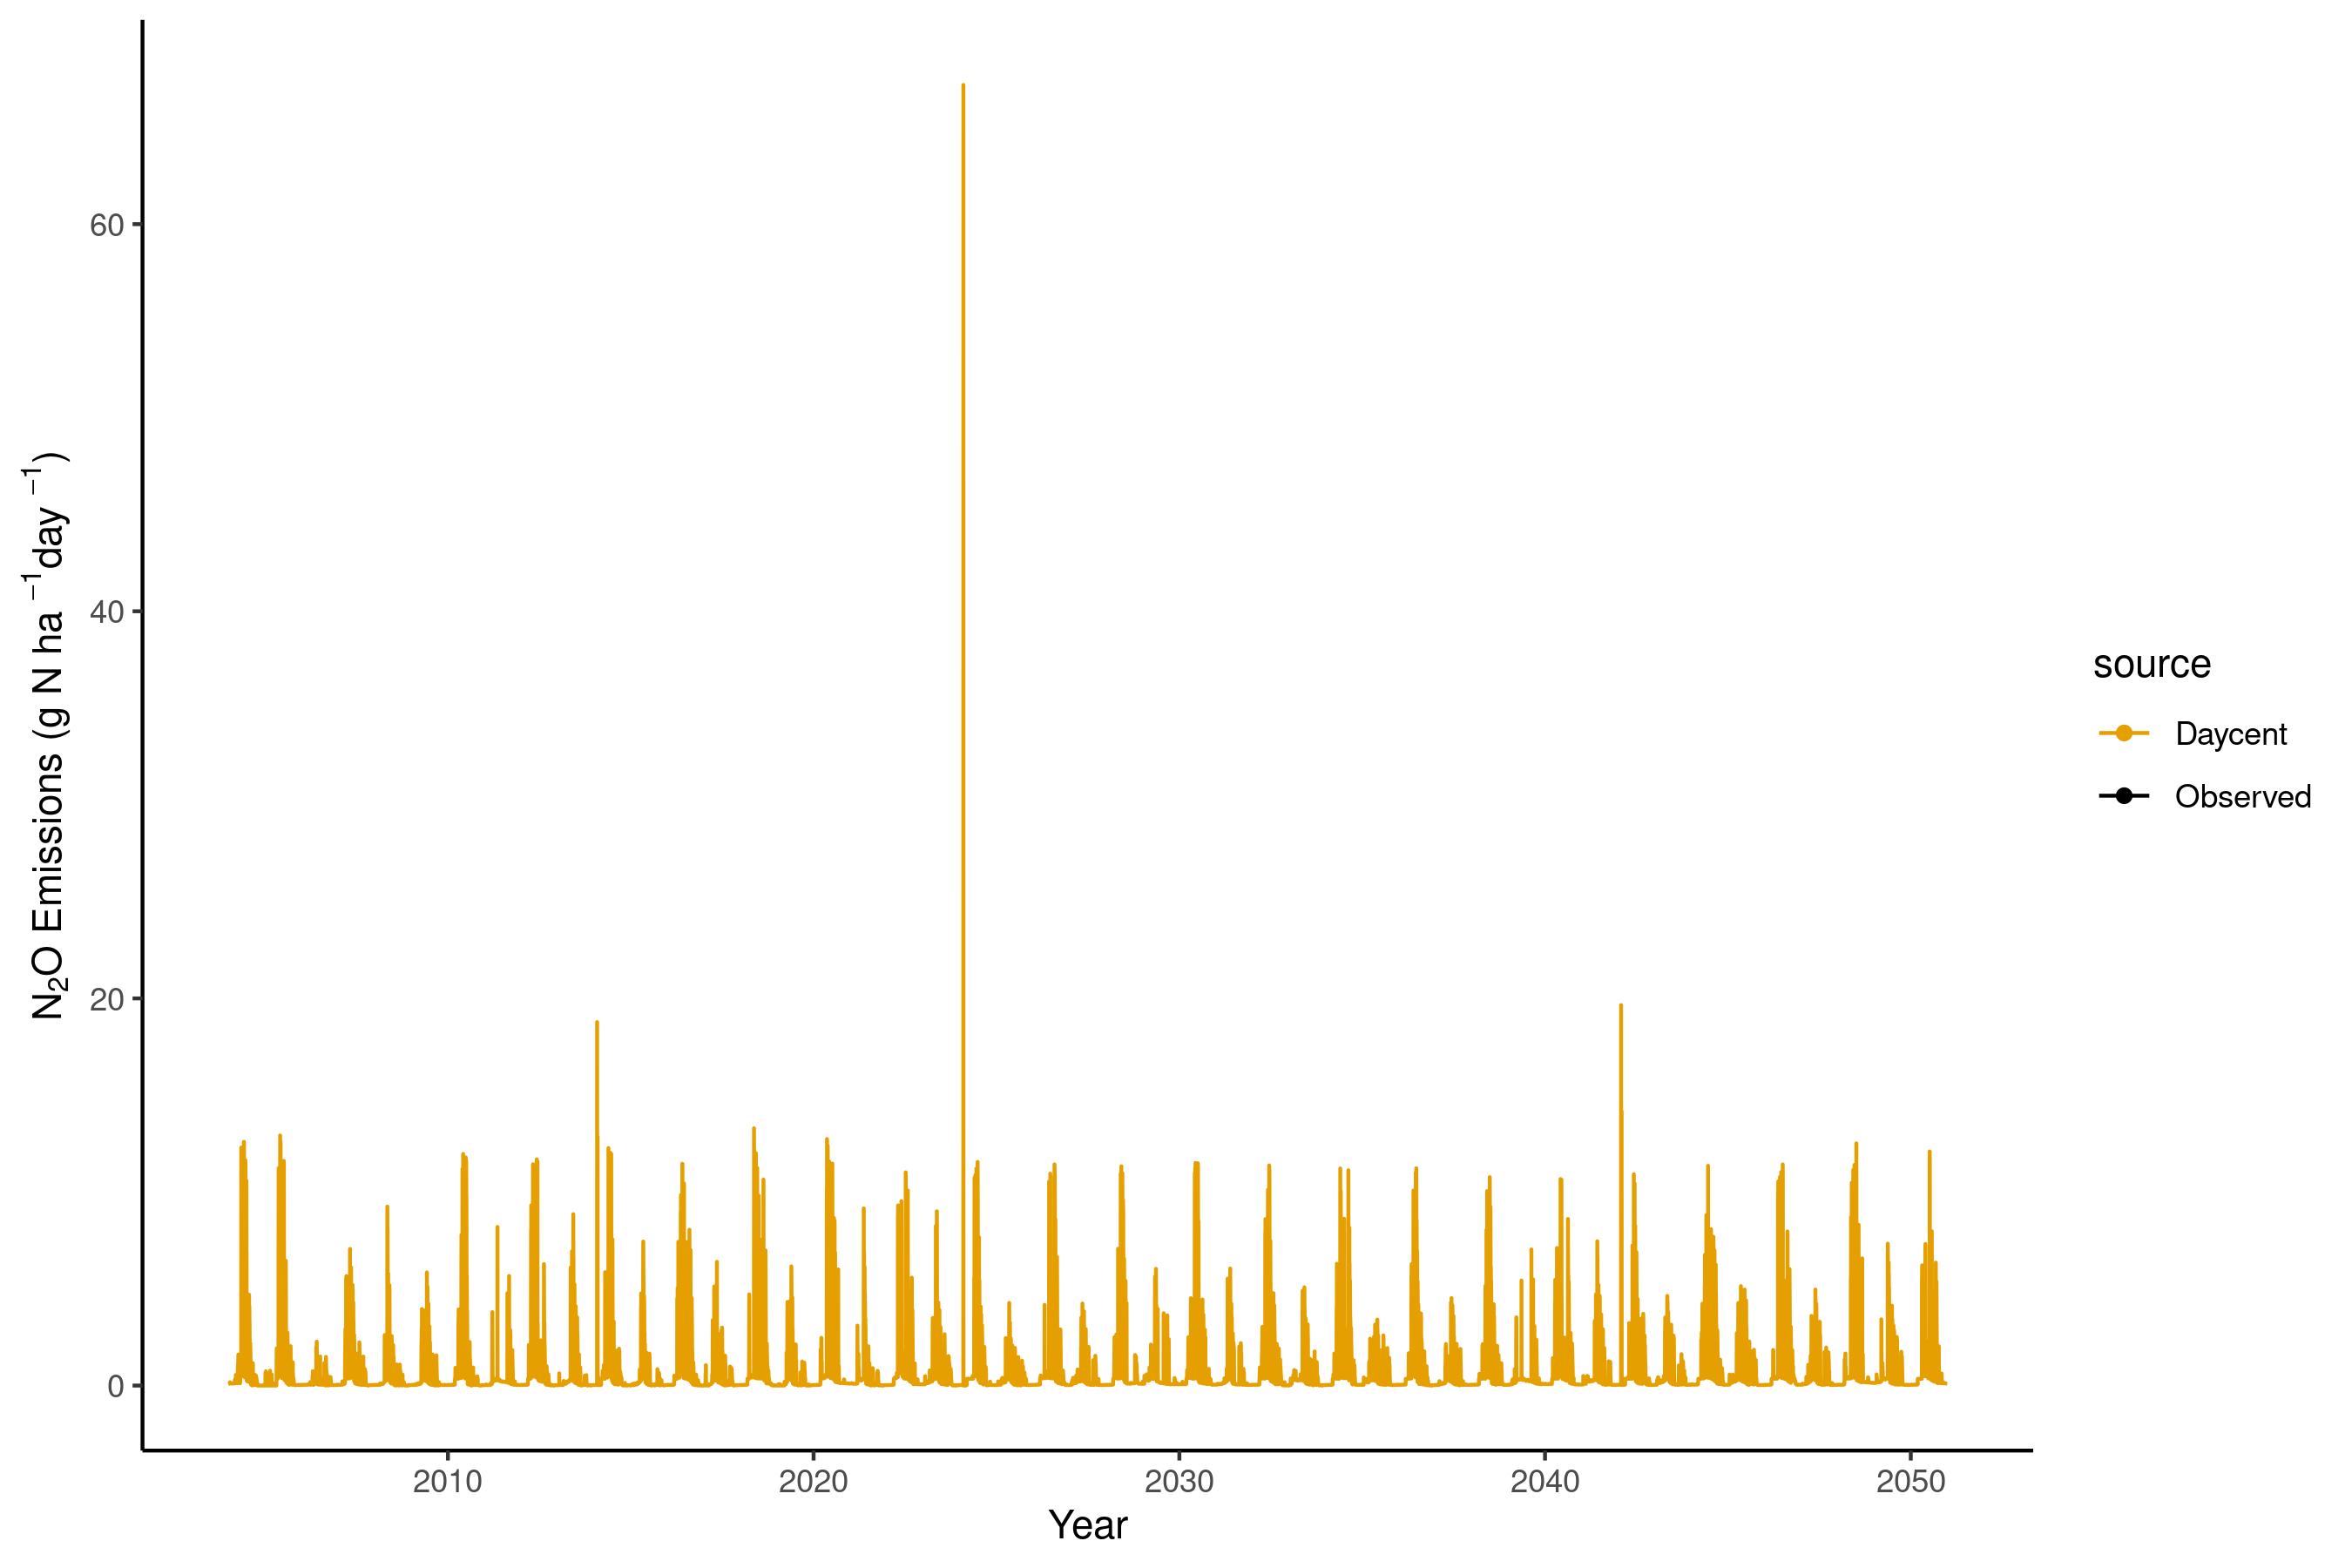 N₂O Emissions (g N ha ⁻¹day ⁻¹)
60
40
20
0
2010 2020 2030 2040 2050
Year
source
Daycent
Observed